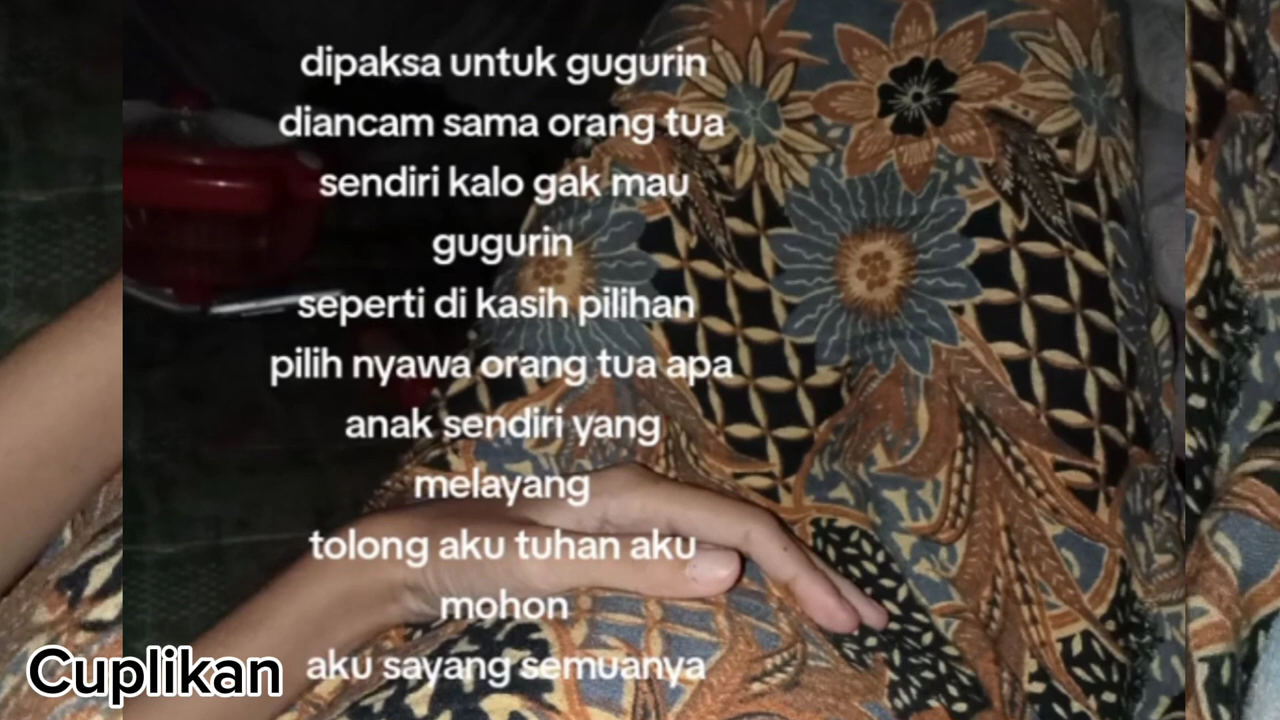 dipaksa untuk gugurin
diancam sama orang tua
sendiri kalo gak mau
gugurin
seperti di kasih pilihan
pilih nyawa orang tua apa
anak sendiri yang
melayang
tolong aku tuhan aku
mohon
aku sayang semuanya
Cuplikan